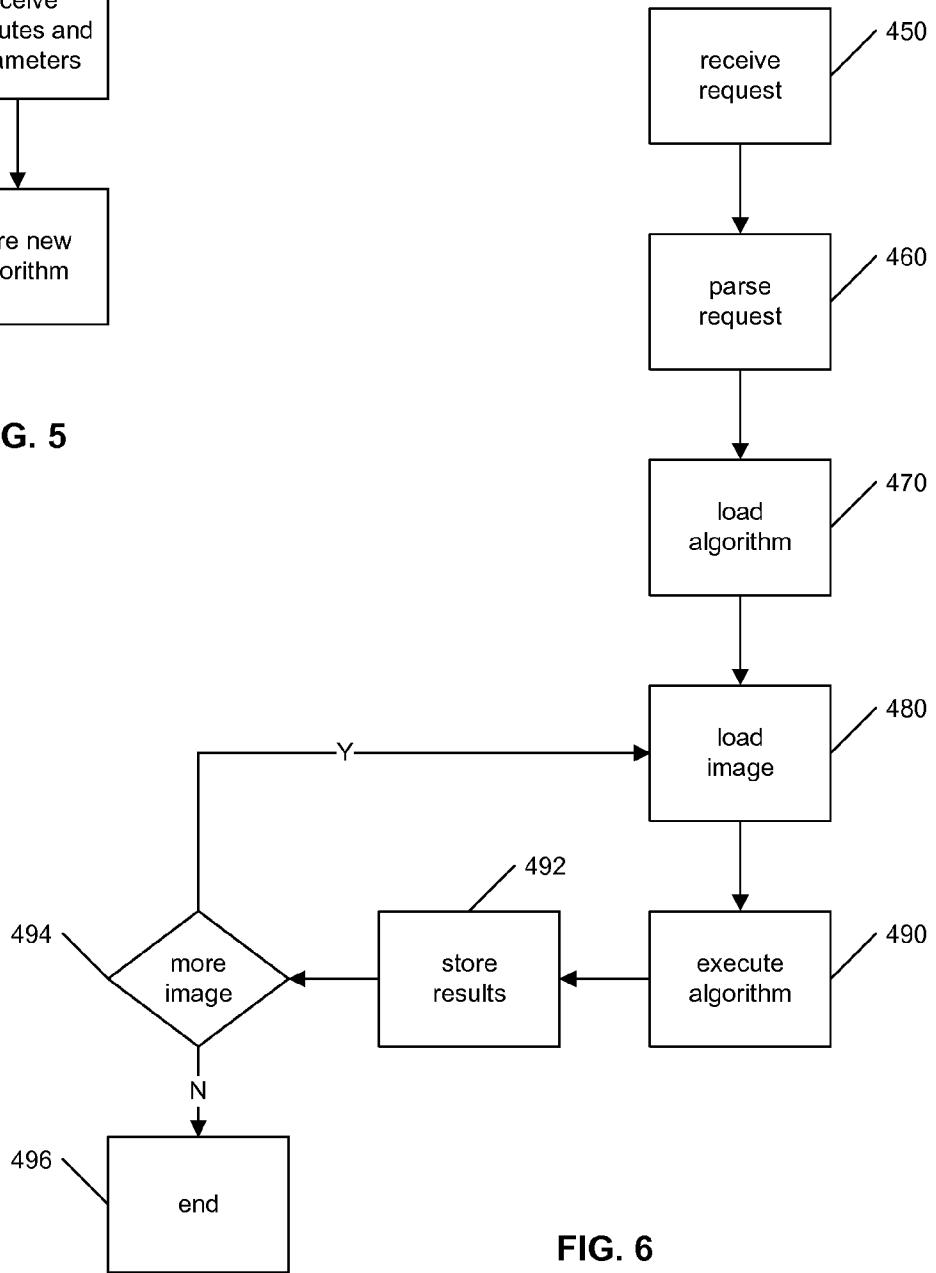 utes and
ameters
re new
orithm
G. 5
receive
request
450
parse
request
460
load
algorithm
470
load
image
480
Y
492
494
more
image
store
results
execute
algorithm
490
N
496
end
FIG. 6